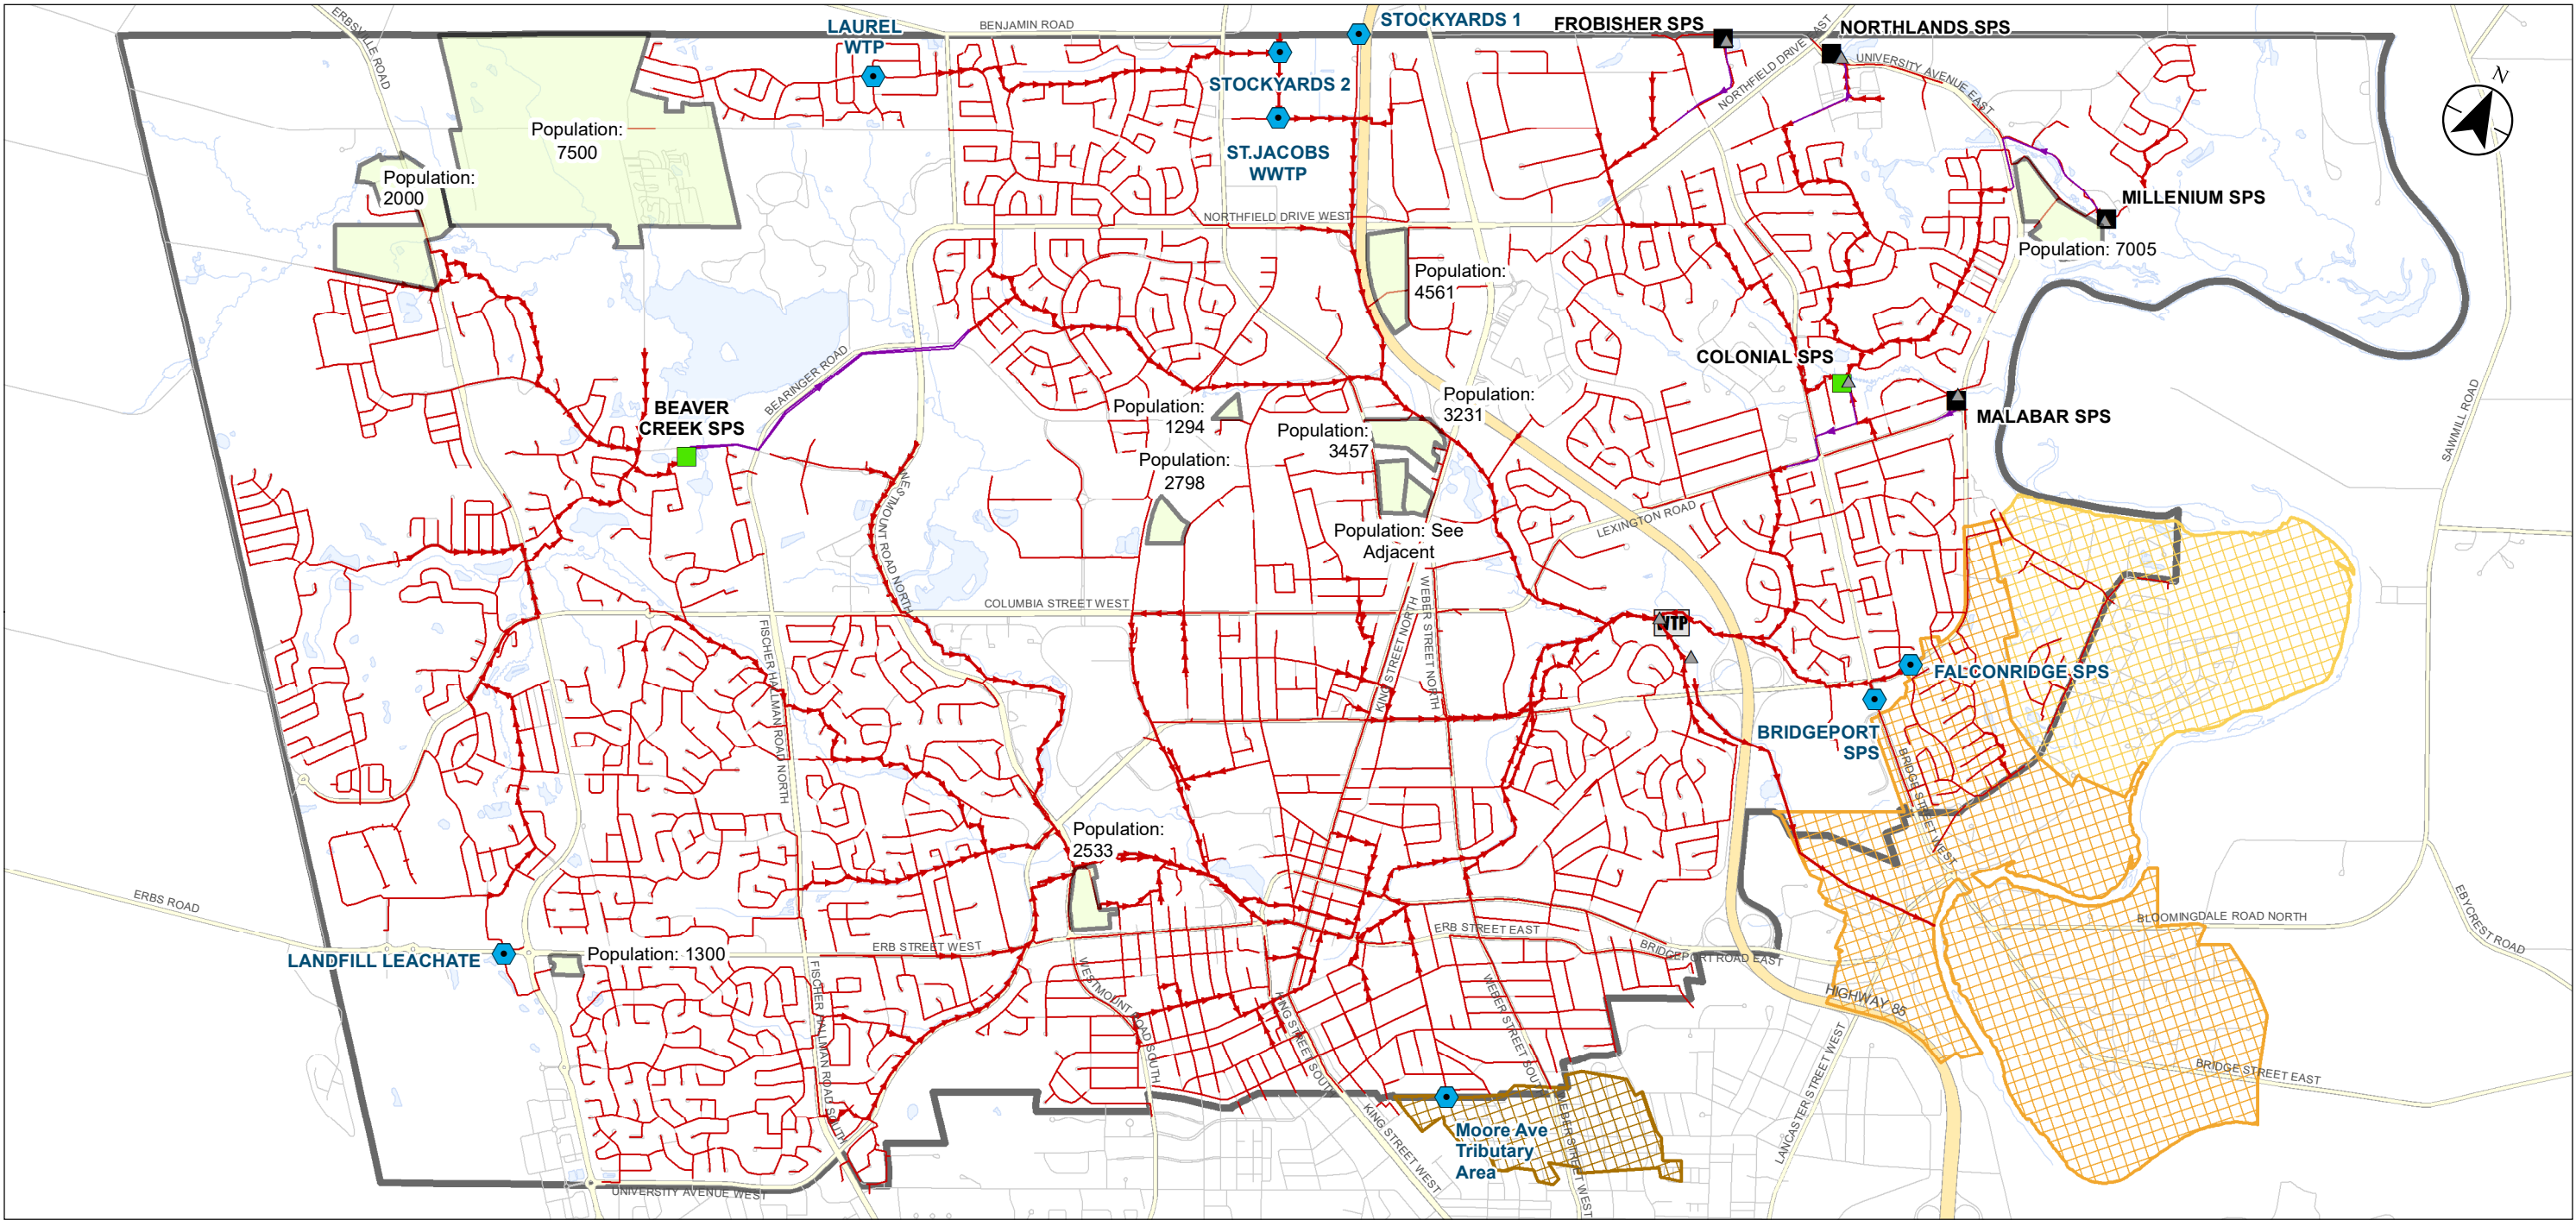 ERBSVILLE ROAD
LAUREL
WTP
BENJAMIN ROAD
STOCKYARDS 1
FROBISHER SPS
NORTHLANDS SPS
NORTHFIELD DRIVE EAST
UNIVERSITY AVENUE EAST
N
STOCKYARDS 2
Population:
7500
ST.JACOBS
WWTP
Population:
2000
MILLENIUM SPS
NORTHFIELD DRIVE WEST
Population: 7005
Population:
4561
BEARINGER ROAD
COLONIAL SPS
BEAVER
CREEK SPS
Population:
1294
Population:
3231
MALABAR SPS
Population:
3457
SAWMILL ROAD
Population:
2798
WESTMOUNT ROAD NORTH
Population: See
Adjacent
LEXINGTON ROAD
COLUMBIA STREET WEST
WEBER STREET NORTH
KING STREET NORTH
FISCHER HALLMAN ROAD NORTH
WTP
FALCONRIDGE SPS
BRIDGEPORT
SPS
BRIDGE STREET WEST
Population:
2533
ERBS ROAD
ERB STREET WEST
ERB STREET EAST
BRIDGEPORT ROAD EAST
BLOOMINGDALE ROAD NORTH
EBYCREST ROAD
LANDFILL LEACHATE
Population: 1300
WESTMOUNT ROAD SOUTH
FISCHER HALLMAN ROAD SOUTH
KING STREET SOUTH
WEBER STREET SOUTH
HIGHWAY 85
LANCASTER STREET WEST
BRIDGE STREET EAST
Moore Ave
Tributary
Area
KING STREET WEST
WEBER STREET WEST
UNIVERSITY AVENUE WEST